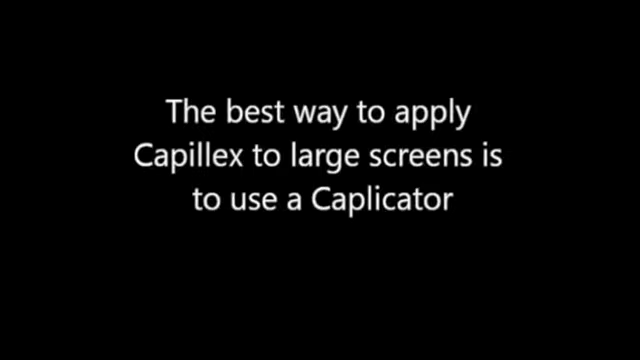 The best way to apply
Capillex to large screens is
to use a Caplicator